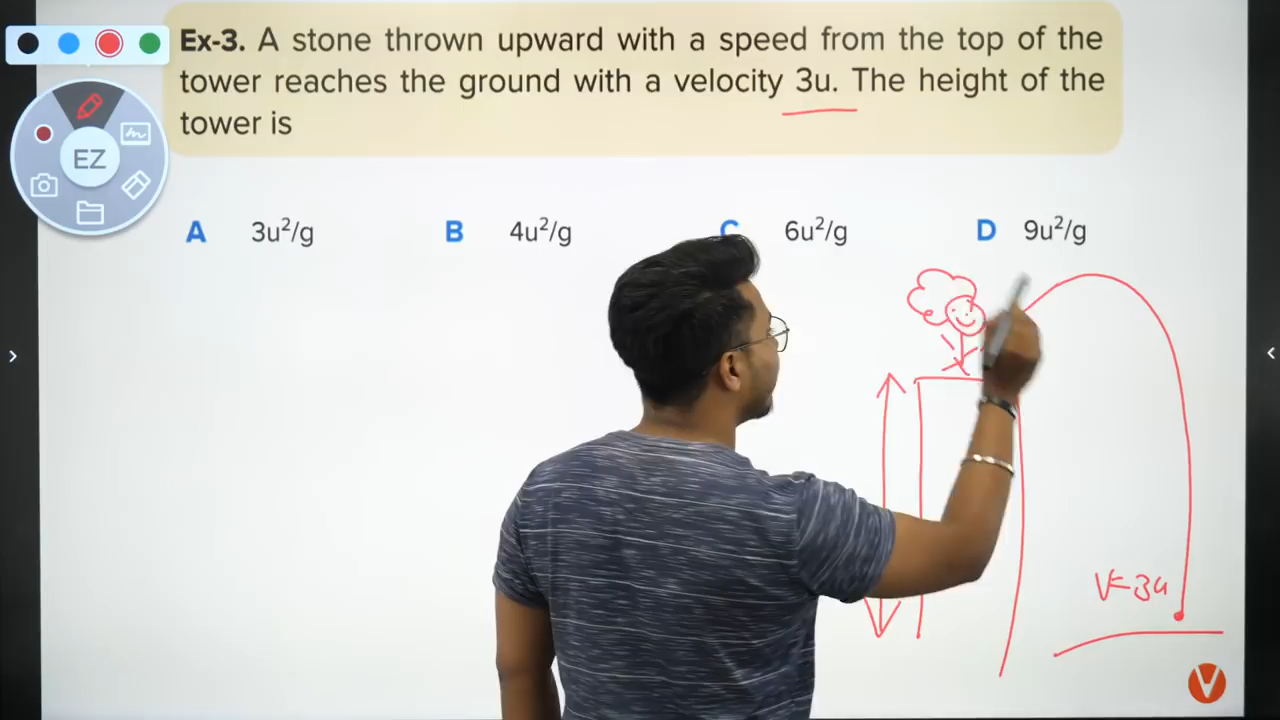 EZ
Ex-3. A stone thrown upward with a speed from the top of the
tower reaches the ground with a velocity 3u. The height of the
tower is
A 3u²/g B 4u²/g C 6u²/g D 9u²/g
V=3u
V